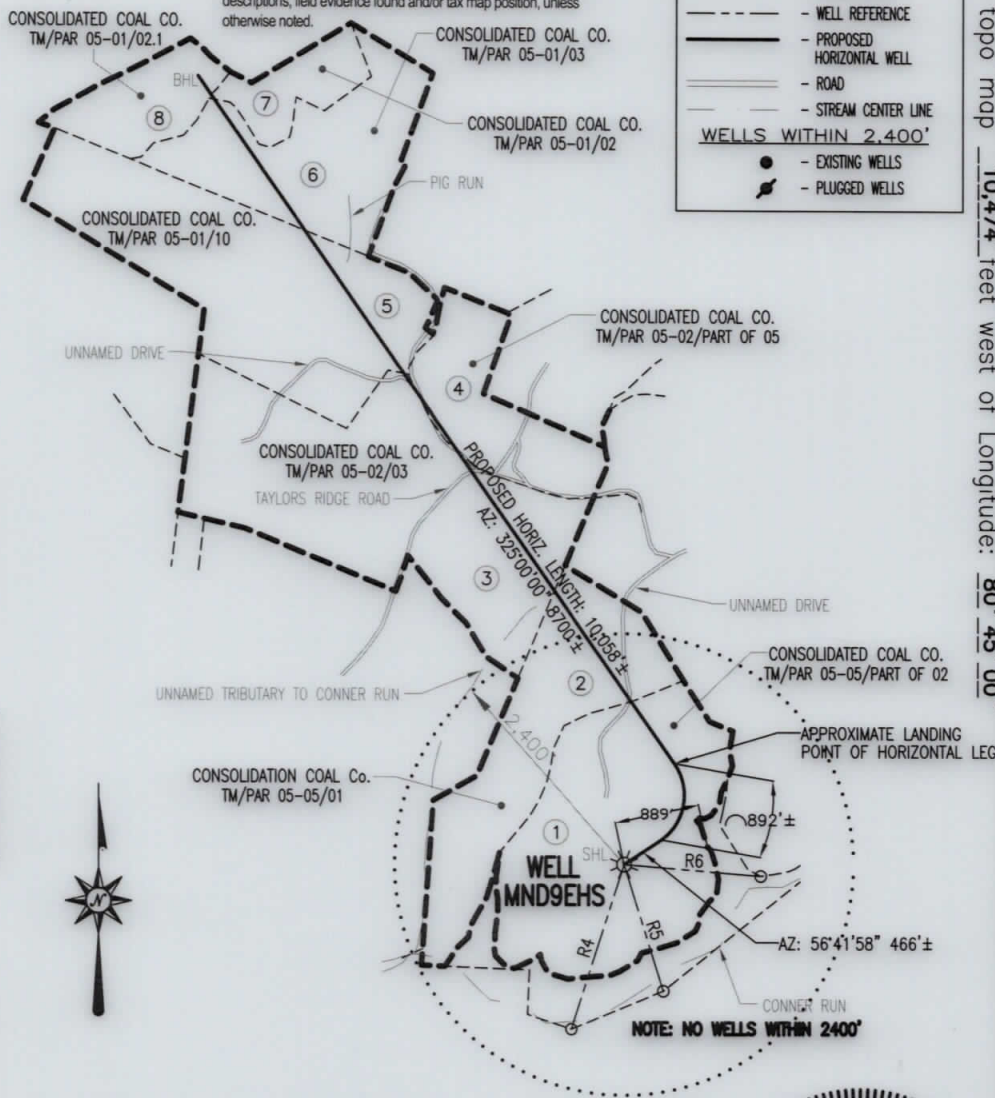 descriptions, field evidence found and/or tax map position, unless
otherwise noted.
CONSOLIDATED COAL CO.
TM/PAR 05-01/02.1
CONSOLIDATED COAL CO.
TM/PAR 05-01/03
CONSOLIDATED COAL CO.
TM/PAR 05-01/02
- WELL REFERENCE
- PROPOSED
HORIZONTAL WELL
- ROAD
- STREAM CENTER LINE
WELLS WITHIN 2,400'
- EXISTING WELLS
- PLUGGED WELLS
topo map 10,474 feet west of Longitude: 80 45 00
BHL
8
7
6
PIG RUN
CONSOLIDATED COAL CO.
TM/PAR 05-01/10
5
UNNAMED DRIVE
CONSOLIDATED COAL CO.
TM/PAR 05-02/PART OF 05
4
CONSOLIDATED COAL CO.
TM/PAR 05-02/03
TAYLORS RIDGE ROAD
PROPOSED HORIZ. LENGTH: 10,058'±
AZ: 325°00'00" 8700'±
3
UNNAMED DRIVE
2
CONSOLIDATED COAL CO.
TM/PAR 05-05/PART OF 02
UNNAMED TRIBUTARY TO CONNER RUN
2,400'
APPROXIMATE LANDING
POINT OF HORIZONTAL LEG
CONSOLIDATION COAL Co.
TM/PAR 05-05/01
889'
892'±
1
SHL
WELL
MND9EHS
R6
R5
R4
AZ: 56°41'58" 466'±
CONNER RUN
NOTE: NO WELLS WITHIN 2400'
N